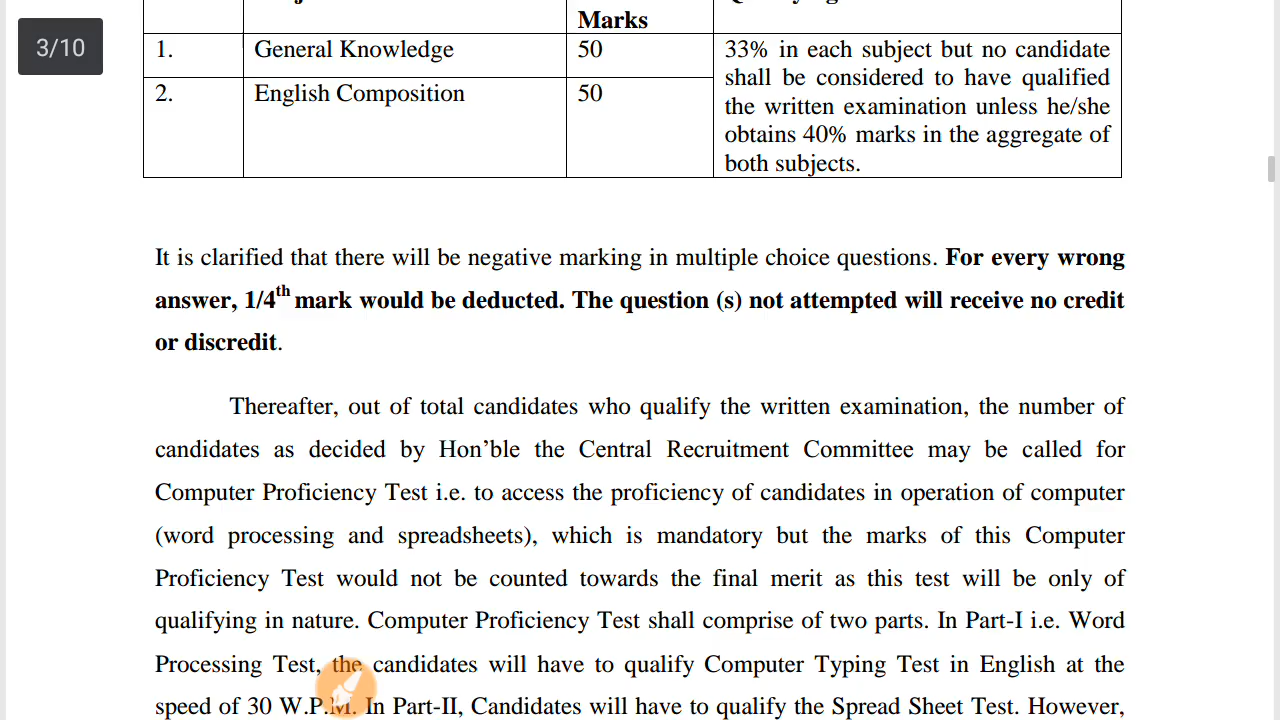 Marks
3/10
1. General Knowledge 50 33% in each subject but no candidate
shall be considered to have qualified
2. English Composition 50 the written examination unless he/she
obtains 40% marks in the aggregate of
both subjects.
It is clarified that there will be negative marking in multiple choice questions. For every wrong
answer, 1/4th mark would be deducted. The question (s) not attempted will receive no credit
or discredit.
Thereafter, out of total candidates who qualify the written examination, the number of
candidates as decided by Hon’ble the Central Recruitment Committee may be called for
Computer Proficiency Test i.e. to access the proficiency of candidates in operation of computer
(word processing and spreadsheets), which is mandatory but the marks of this Computer
Proficiency Test would not be counted towards the final merit as this test will be only of
qualifying in nature. Computer Proficiency Test shall comprise of two parts. In Part-I i.e. Word
Processing Test, the candidates will have to qualify Computer Typing Test in English at the
speed of 30 W.P.M. In Part-II, Candidates will have to qualify the Spread Sheet Test. However,